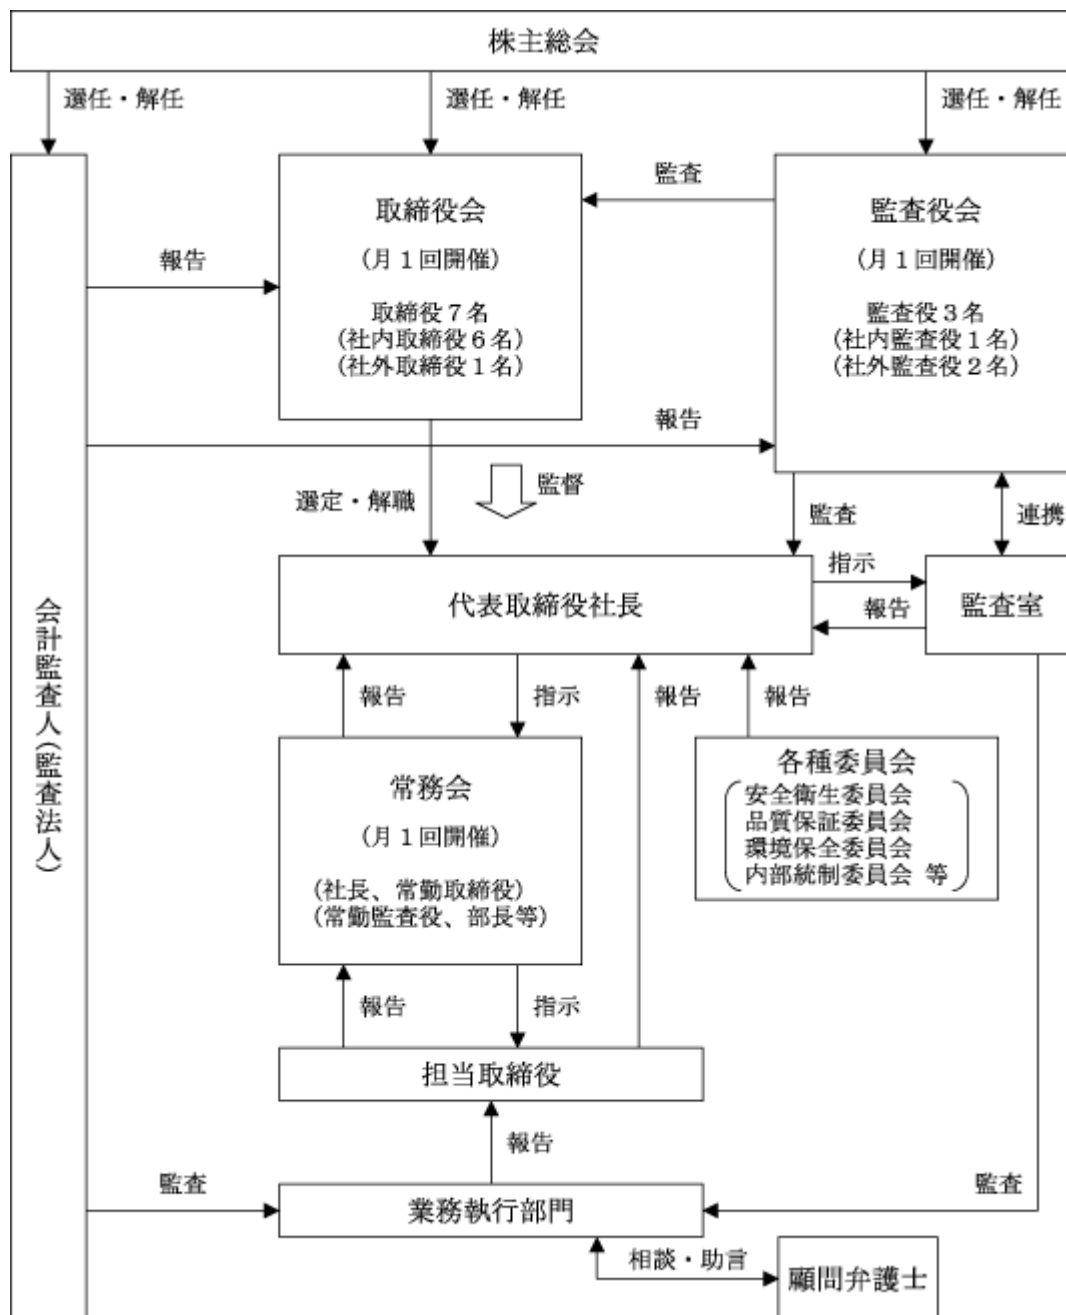 株主総会
選任・解任
選任・解任
選任・解任
取締役会
(月１回開催)
取締役７名
(社内取締役６名)
(社外取締役１名)
監査
監査役会
(月１回開催)
監査役３名
(社内監査役１名)
(社外監査役２名)
報告
報告
選定・解職
監督
監査
連携
代表取締役社長
指示
報告
監査室
会計監査人(監査法人)
報告
指示
報告
報告
常務会
(月１回開催)
(社長、常勤取締役)
(常勤監査役、部長等)
各種委員会
安全衛生委員会
品質保証委員会
環境保全委員会
内部統制委員会 等
報告
指示
担当取締役
報告
監査
業務執行部門
監査
相談・助言
顧問弁護士